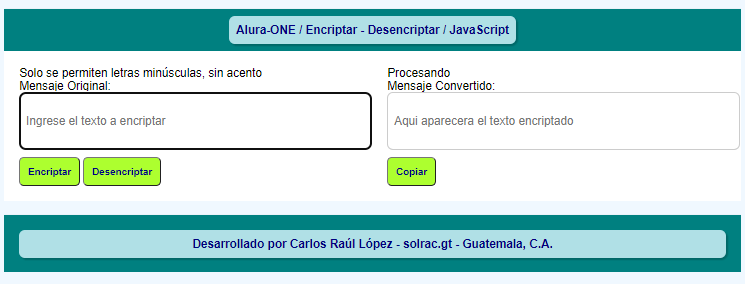 Alura-ONE / Encriptar - Desencriptar / JavaScript
Solo se permiten letras minúsculas, sin acento
Mensaje Original:
Ingrese el texto a encriptar
Encriptar
Desencriptar
Procesando
Mensaje Convertido:
Aqui aparecera el texto encriptado
Copiar
Desarrollado por Carlos Raúl López - solrac.gt - Guatemala, C.A.